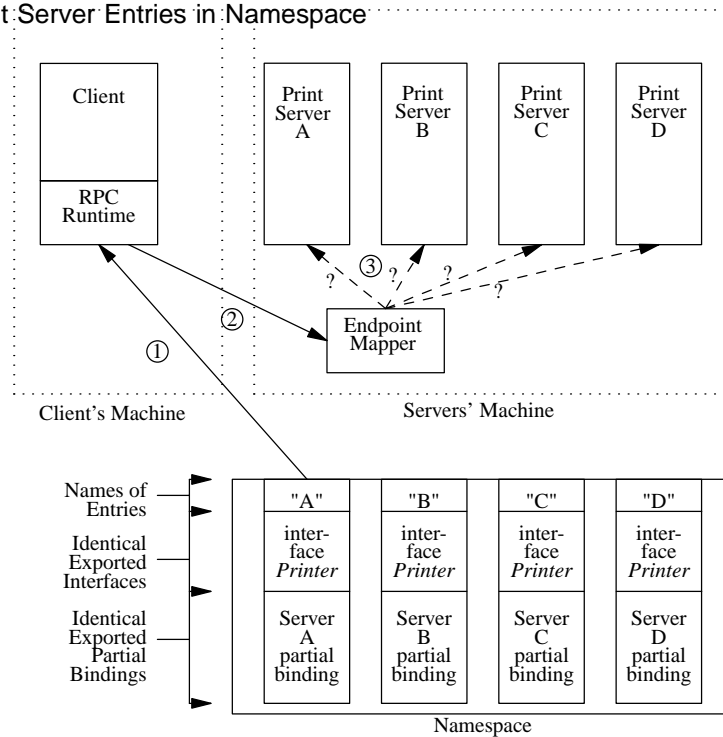 t Server Entries in Namespace
Client
RPC
Runtime
Print
Server
A
Print
Server
B
Print
Server
C
Print
Server
D
3
?
?
?
?
2
1
Endpoint
Mapper
Client's Machine
Servers’ Machine
Names of
Entries
"A"
"B"
"C"
"D"
Identical
Exported
Interfaces
inter-
face
Printer
inter-
face
Printer
inter-
face
Printer
inter-
face
Printer
Identical
Exported
Partial
Bindings
Server
A
partial
binding
Server
B
partial
binding
Server
C
partial
binding
Server
D
partial
binding
Namespace